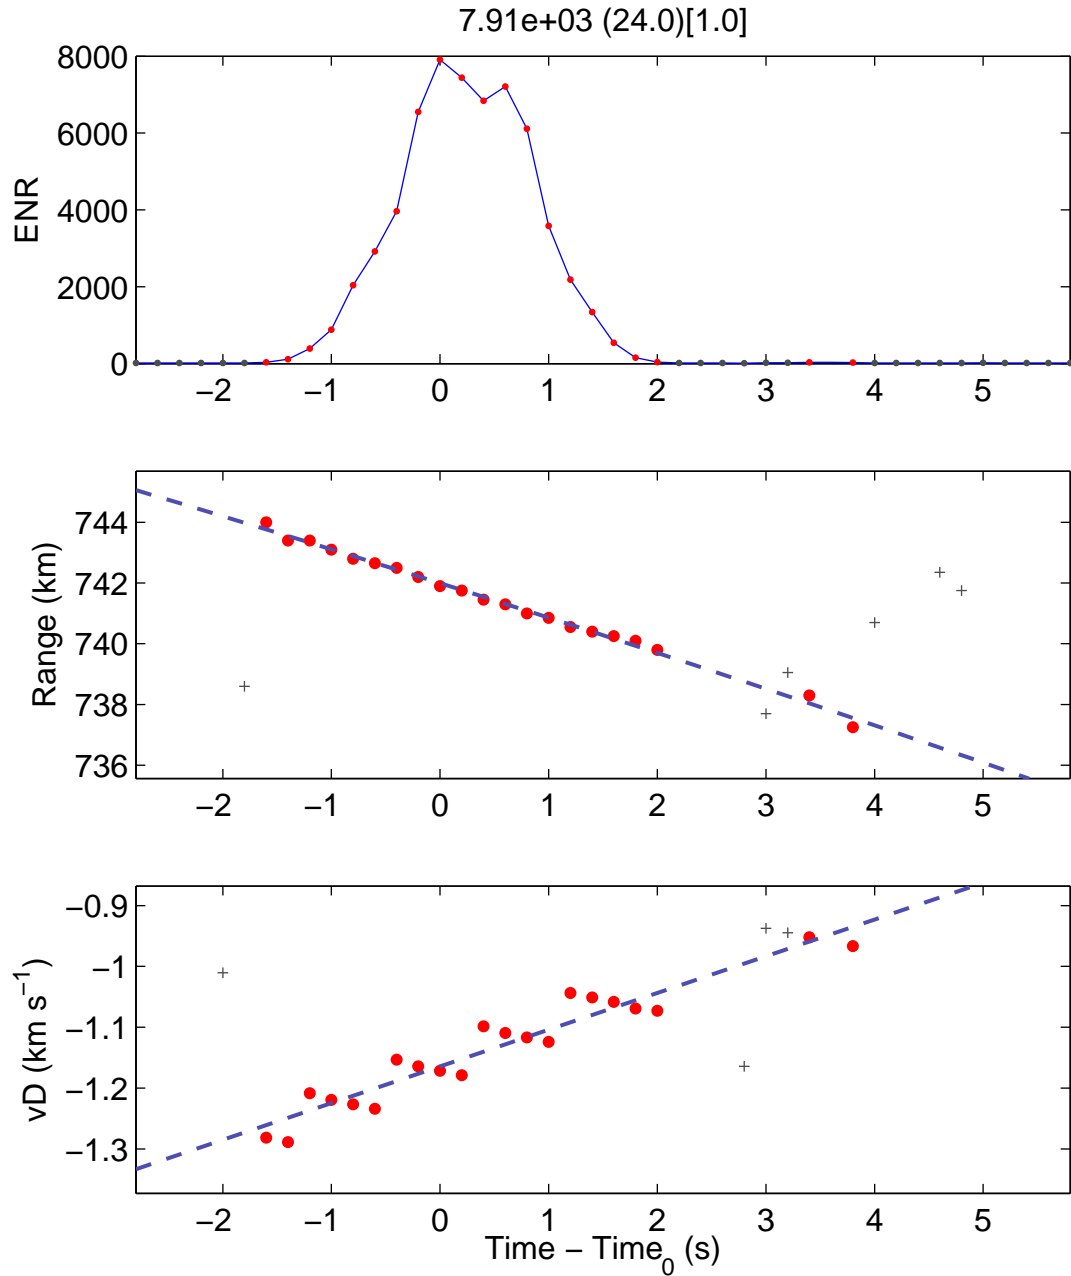 7.91e+03 (24.0)[1.0]
8000
6000
4000
2000
0
ENR
−2 −1 0 1 2 3 4 5
744
742
740
738
736
Range (km)
−2 −1 0 1 2 3 4 5
−0.9
−1
−1.1
−1.2
−1.3
vD (km s⁻¹)
−2 −1 0 1 2 3 4 5
Time − Time₀ (s)